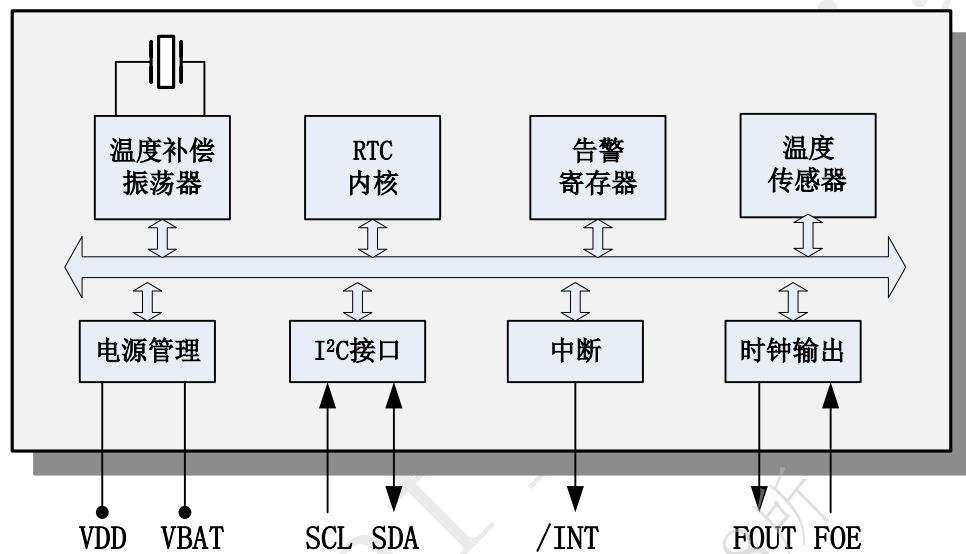 温度补偿
振荡器
RTC
内核
告警
寄存器
温度
传感器
电源管理
I²C接口
中断
时钟输出
VDD
VBAT
SCL
SDA
/INT
FOUT
FOE
所